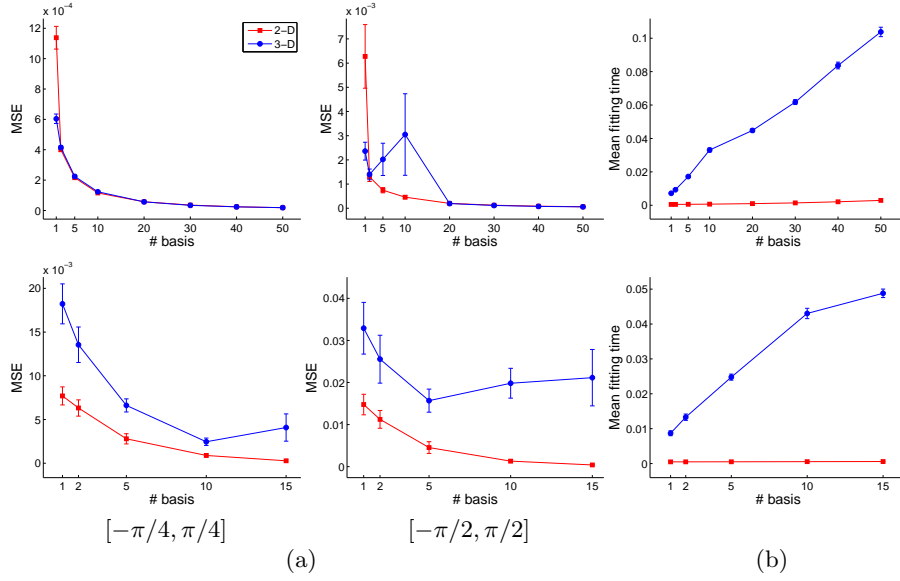 x 10⁻⁴
12
10
8
6
4
2
0
MSE
1 5 10 20 30 40 50
# basis
2-D
3-D
x 10⁻³
7
6
5
4
3
2
1
0
MSE
1 5 10 20 30 40 50
# basis
0.1
0.08
0.06
0.04
0.02
0
Mean fitting time
1 5 10 20 30 40 50
# basis
x 10⁻³
20
15
10
5
0
MSE
1 2 5 10 15
# basis
0.04
0.03
0.02
0.01
0
MSE
1 2 5 10 15
# basis
0.05
0.04
0.03
0.02
0.01
0
Mean fitting time
1 2 5 10 15
# basis
[−π/4, π/4]
[−π/2, π/2]
(a)
(b)